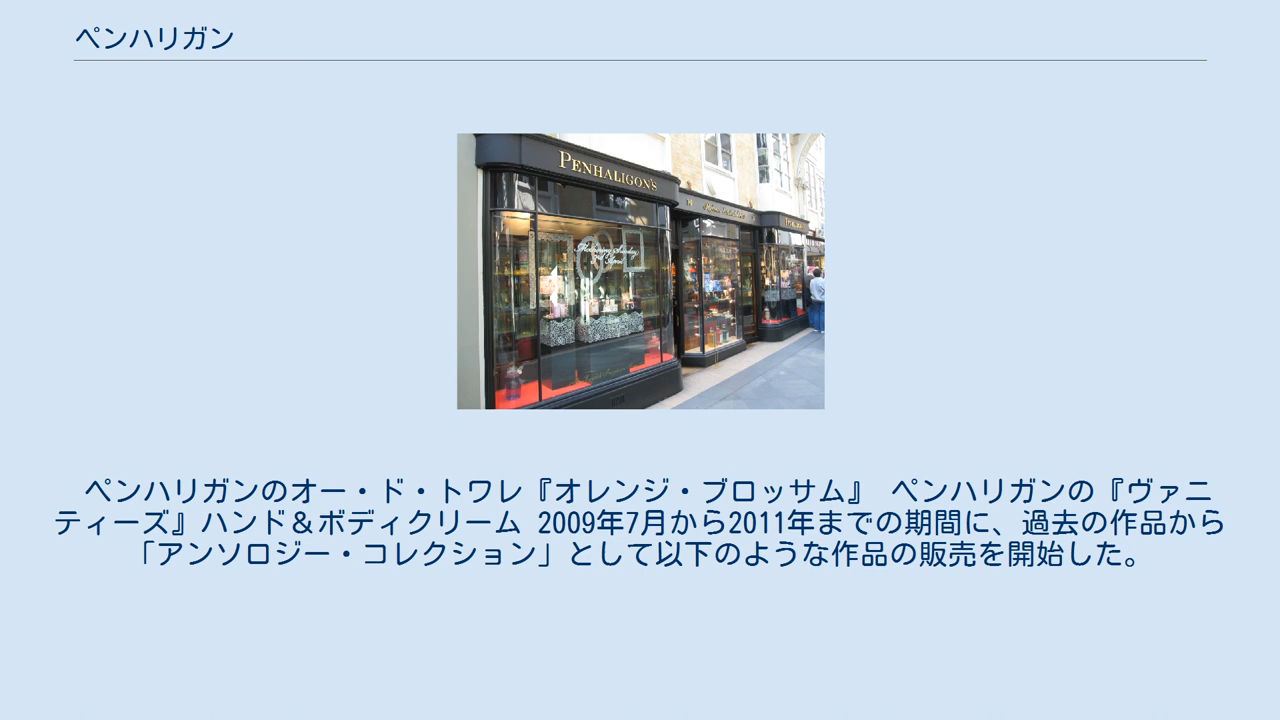 ペンハリガン
PENHALIGON'S
Mothering Sunday
ペンハリガンのオー・ド・トワレ『オレンジ・ブロッサム』 ペンハリガンの『ヴァニ
ティーズ』ハンド＆ボディクリーム 2009年7月から2011年までの期間に、過去の作品から
「アンソロジー・コレクション」として以下のような作品の販売を開始した。